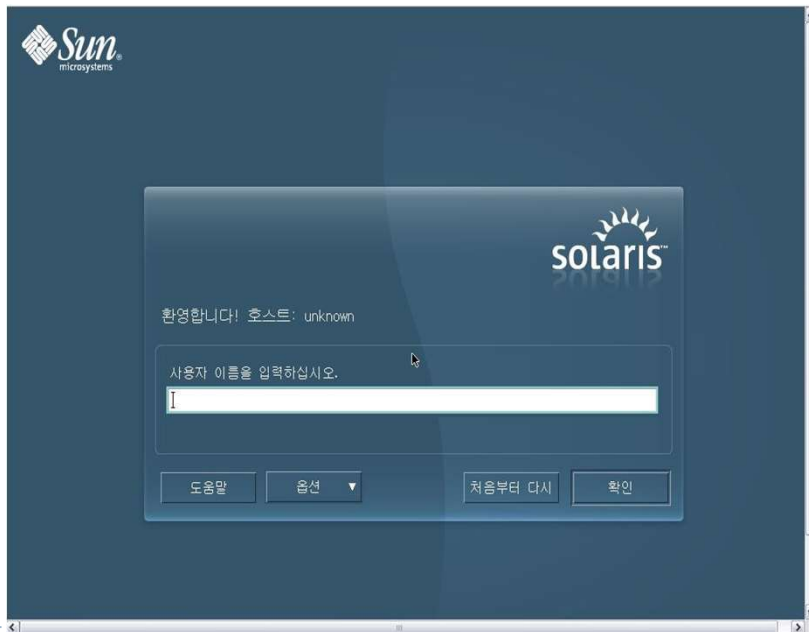 Sun
microsystems
solaris™
환영합니다! 호스트: unknown
사용자 이름을 입력하십시오.
도움말
옵션
처음부터 다시
확인